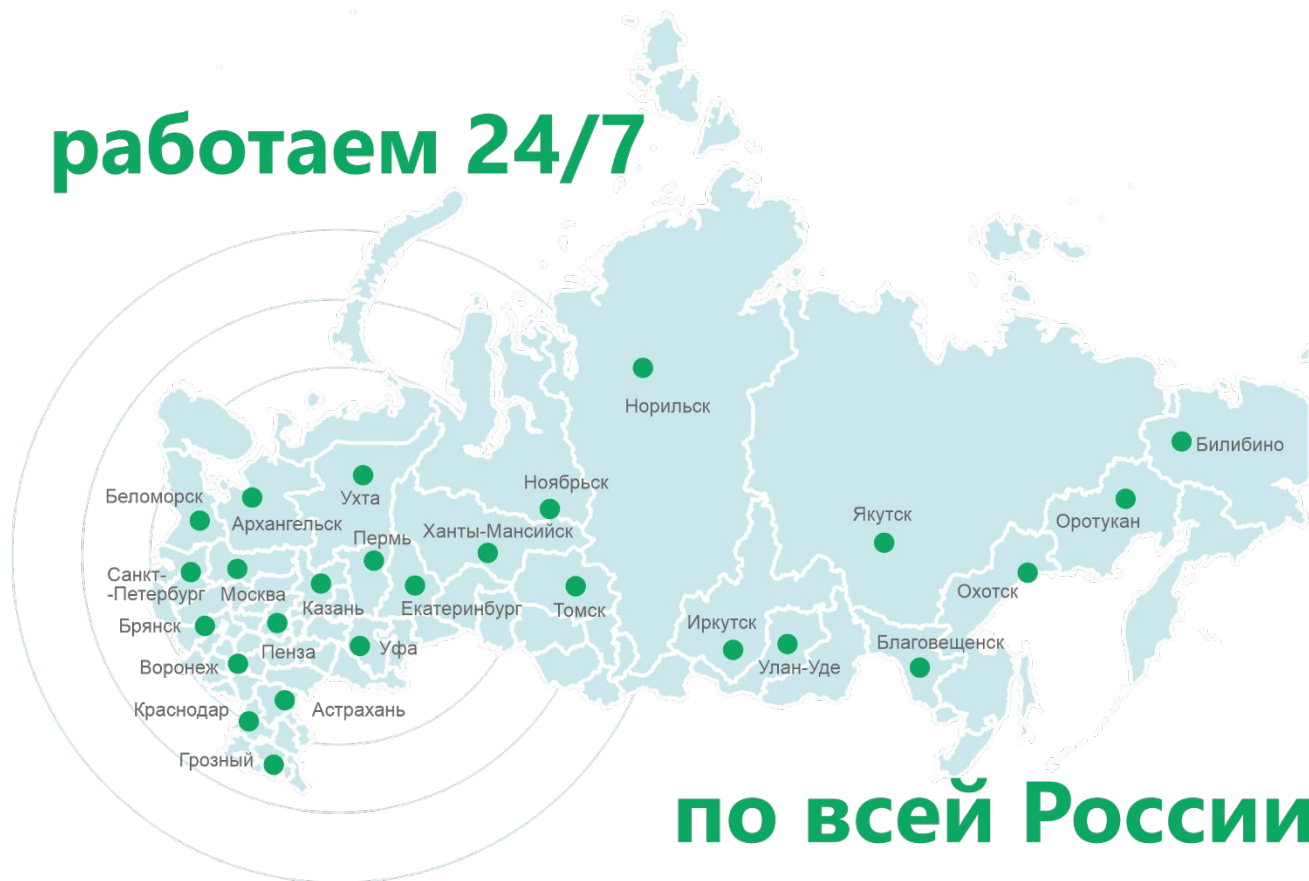 работаем 24/7
Норильск
Билибино
Ноябрьск
Беломорск
Ухта
Архангельск
Якутск
Оротукан
Ханты-Мансийск
Пермь
Санкт-
-Петербург
Москва
Казань
Екатеринбург
Томск
Охотск
Иркутск
Брянск
Благовещенск
Пенза
Уфа
Улан-Уде
Воронеж
Краснодар
Астрахань
Грозный
по всей России